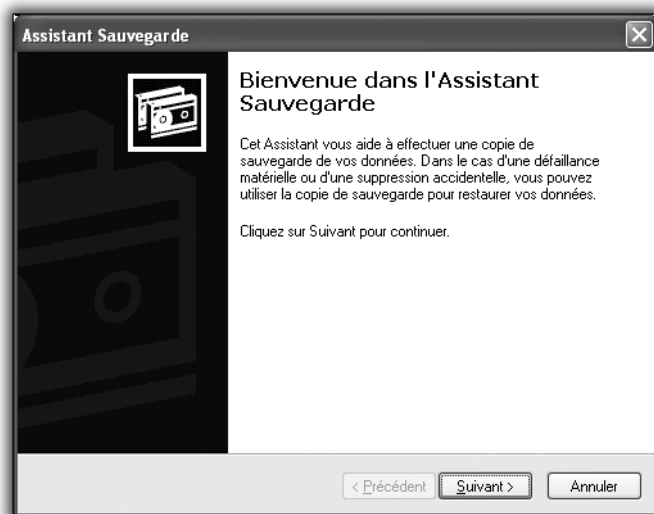 Assistant Sauvegarde
Bienvenue dans l'Assistant
Sauvegarde
Cet Assistant vous aide à effectuer une copie de
sauvegarde de vos données. Dans le cas d'une défaillance
matérielle ou d'une suppression accidentelle, vous pouvez
utiliser la copie de sauvegarde pour restaurer vos données.
Cliquez sur Suivant pour continuer.
< Précédent Suivant > Annuler